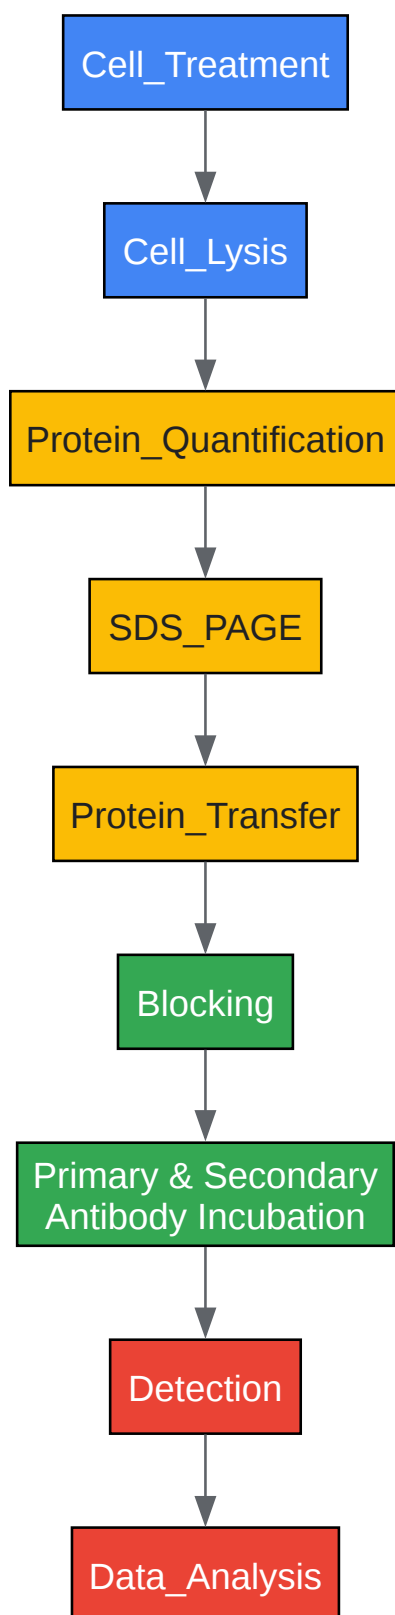 Cell_Treatment
Cell_Lysis
Protein_Quantification
SDS_PAGE
Protein_Transfer
Blocking
Primary & Secondary
Antibody Incubation
Detection
Data_Analysis